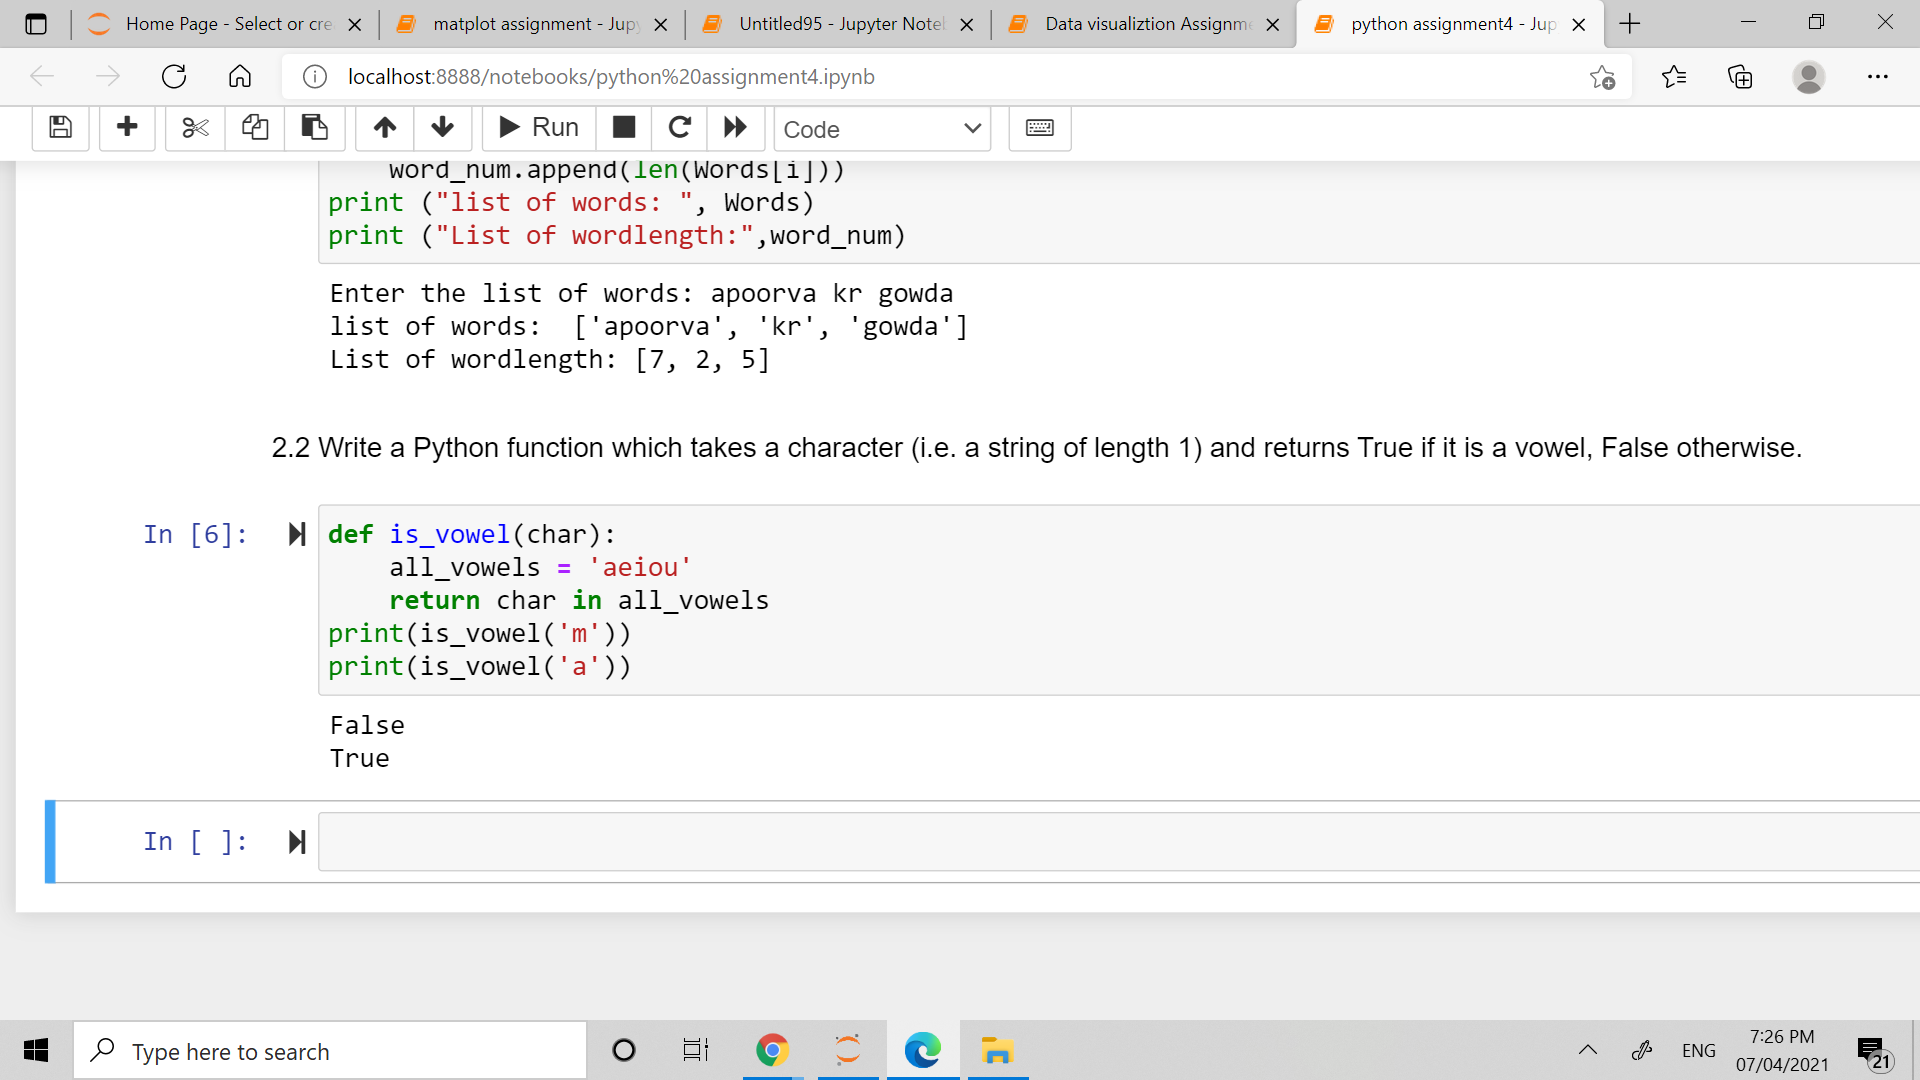 Home Page - Select or cre
matplot assignment - Jupy
Untitled95 - Jupyter Notel
Data visualiztion Assignme
python assignment4 - Jup
localhost:8888/notebooks/python%20assignment4.ipynb
Run
Code
word_num.append(len(Words[i]))
print ("list of words: ", Words)
print ("List of wordlength:",word_num)
Enter the list of words: apoorva kr gowda
list of words:  ['apoorva', 'kr', 'gowda']
List of wordlength: [7, 2, 5]
2.2 Write a Python function which takes a character (i.e. a string of length 1) and returns True if it is a vowel, False otherwise.
In [6]:
def is_vowel(char):
    all_vowels = 'aeiou'
    return char in all_vowels
print(is_vowel('m'))
print(is_vowel('a'))
False
True
In [ ]:
Type here to search
ENG
7:26 PM
07/04/2021
21